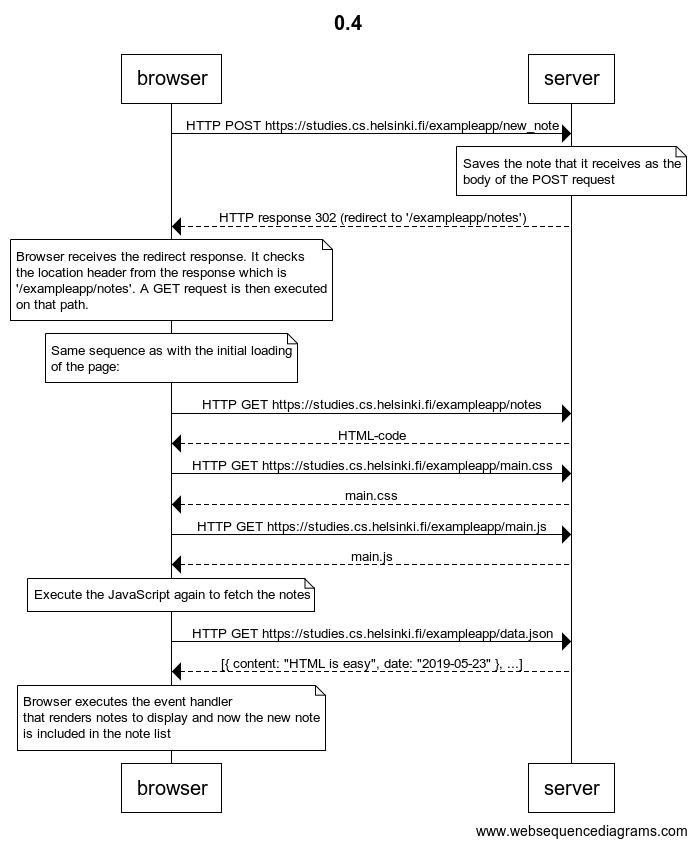 0.4
browser
server
HTTP POST https://studies.cs.helsinki.fi/exampleapp/new_note
Saves the note that it receives as the
body of the POST request
HTTP response 302 (redirect to '/exampleapp/notes')
Browser receives the redirect response. It checks
the location header from the response which is
'/exampleapp/notes'. A GET request is then executed
on that path.
Same sequence as with the initial loading
of the page:
HTTP GET https://studies.cs.helsinki.fi/exampleapp/notes
HTML-code
HTTP GET https://studies.cs.helsinki.fi/exampleapp/main.css
main.css
HTTP GET https://studies.cs.helsinki.fi/exampleapp/main.js
main.js
Execute the JavaScript again to fetch the notes
HTTP GET https://studies.cs.helsinki.fi/exampleapp/data.json
[{ content: "HTML is easy", date: "2019-05-23" }, ...]
Browser executes the event handler
that renders notes to display and now the new note
is included in the note list
browser
server
www.websequencediagrams.com